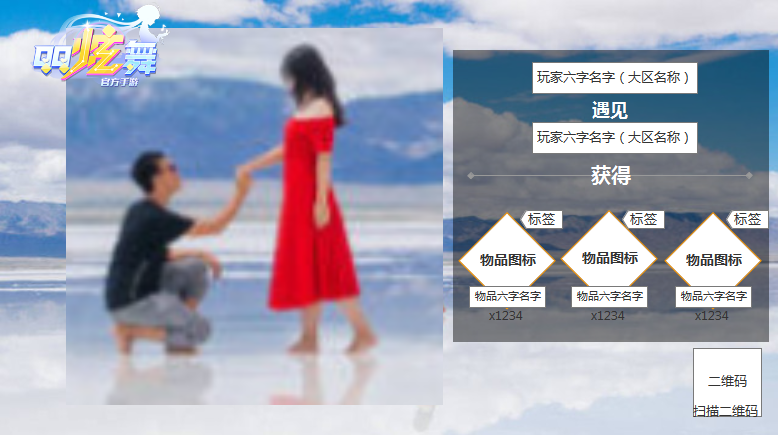 QQ炫舞
官方手游
玩家六字名字（大区名称）
遇见
玩家六字名字（大区名称）
获得
标签 标签 标签
物品图标 物品图标 物品图标
物品六字名字 物品六字名字 物品六字名字
x1234 x1234 x1234
二维码
扫描二维码